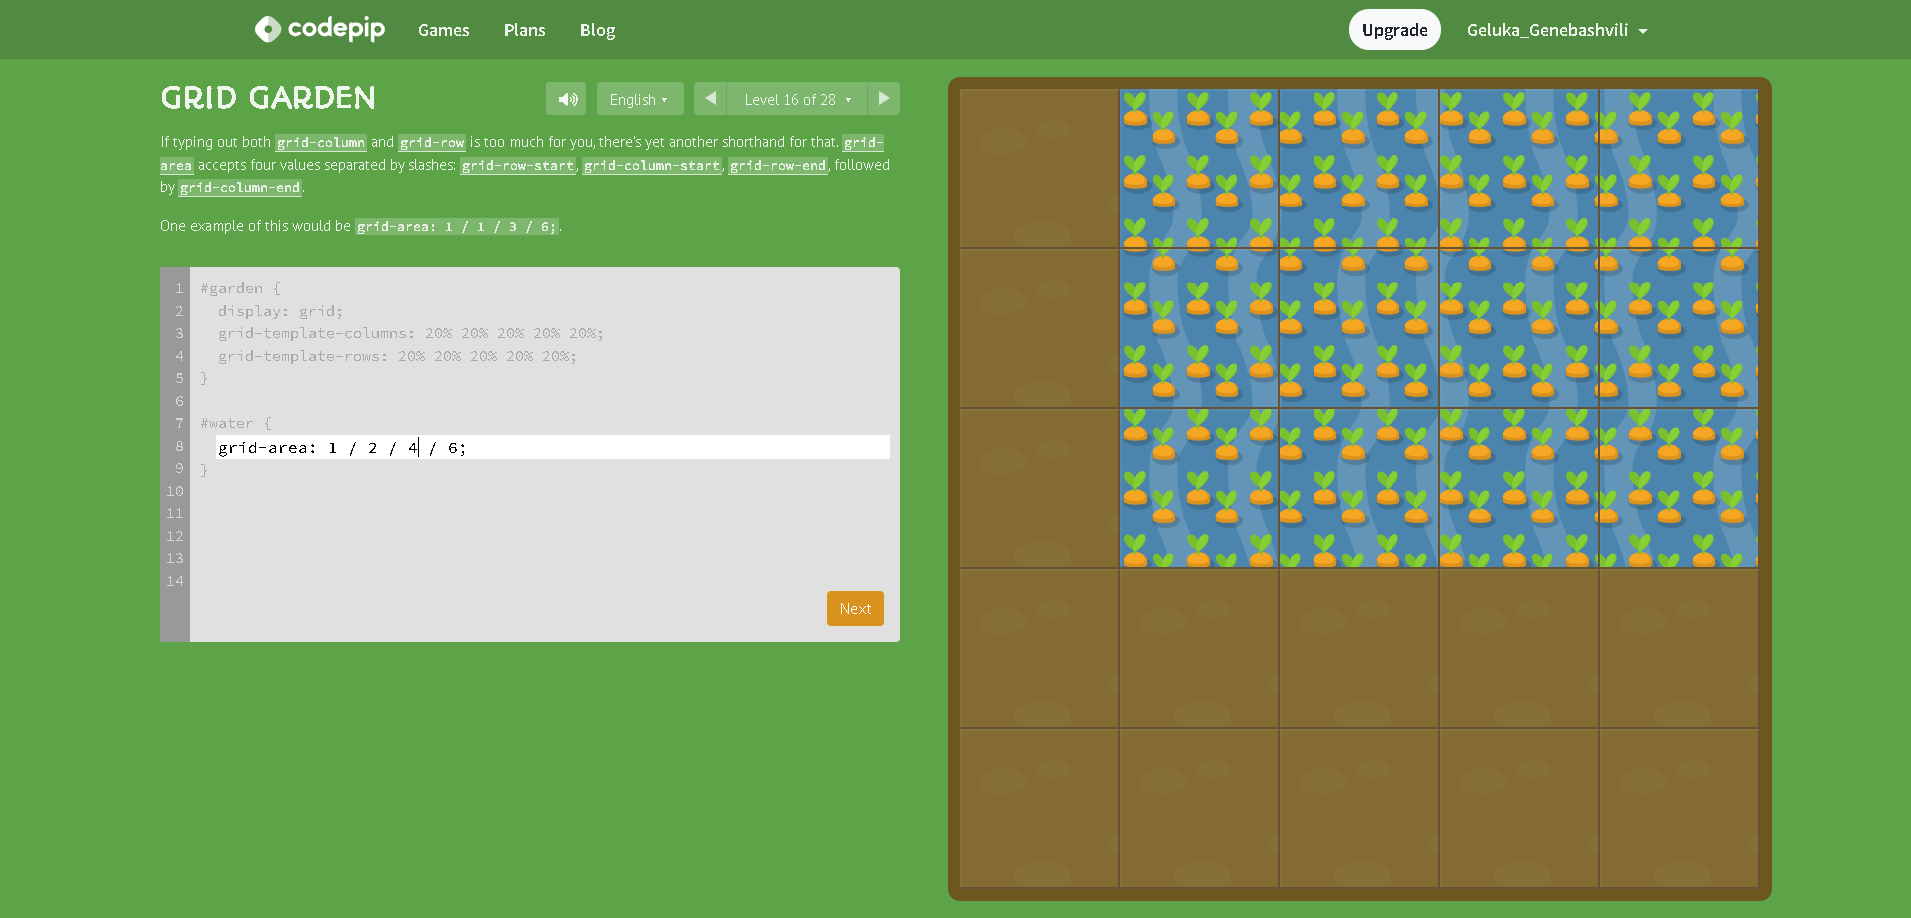 codepip Games Plans Blog Upgrade Geluka_Genebashvili
GRID GARDEN English Level 16 of 28
If typing out both grid-column and grid-row is too much for you, there's yet another shorthand for that. grid-
area accepts four values separated by slashes: grid-row-start, grid-column-start, grid-row-end, followed
by grid-column-end.
One example of this would be grid-area: 1 / 1 / 3 / 6;.
1 #garden {
2 display: grid;
3 grid-template-columns: 20% 20% 20% 20% 20%;
4 grid-template-rows: 20% 20% 20% 20% 20%;
5 }
6
7 #water {
8 grid-area: 1 / 2 / 4 / 6;
9 }
10
11
12
13
14
Next